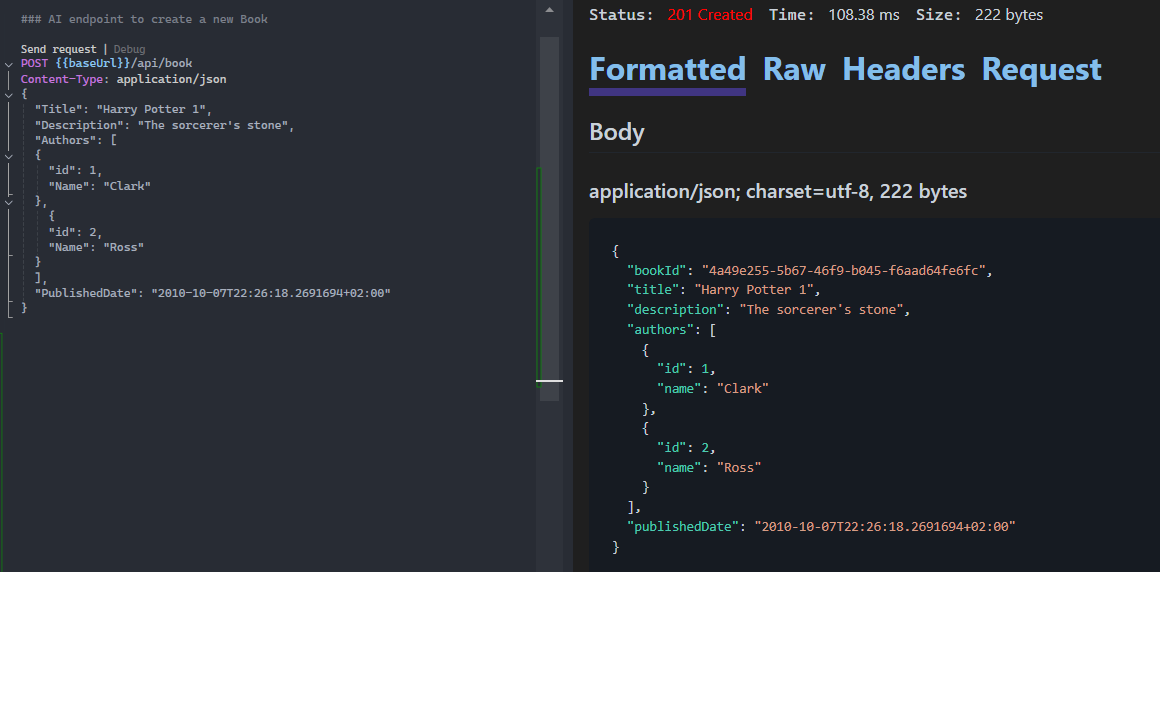 ### AI endpoint to create a new Book
Send request | Debug
POST {{baseUrl}}/api/book
Content-Type: application/json
{
"Title": "Harry Potter 1",
"Description": "The sorcerer's stone",
"Authors": [
{
"id": 1,
"Name": "Clark"
},
{
"id": 2,
"Name": "Ross"
}
],
"PublishedDate": "2010-10-07T22:26:18.2691694+02:00"
}
Status: 201 Created Time: 108.38 ms Size: 222 bytes
Formatted Raw Headers Request
Body
application/json; charset=utf-8, 222 bytes
{
"bookId": "4a49e255-5b67-46f9-b045-f6aad64fe6fc",
"title": "Harry Potter 1",
"description": "The sorcerer's stone",
"authors": [
{
"id": 1,
"name": "Clark"
},
{
"id": 2,
"name": "Ross"
}
],
"publishedDate": "2010-10-07T22:26:18.2691694+02:00"
}